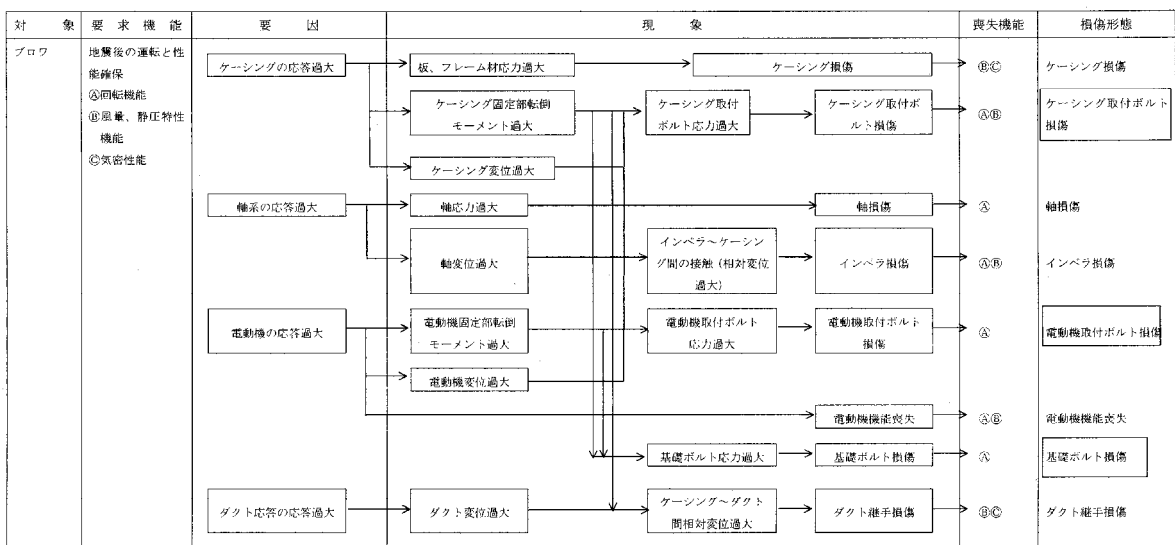 対 象
要 求 機 能
要 因
現 象
喪失機能
損傷形態
ブロワ
地震後の運転と性
能確保
Ⓐ回転機能
Ⓑ風量、静圧特性
機能
Ⓒ気密性能
ケーシングの応答過大
板、フレーム材応力過大
ケーシング損傷
ⒷⒸ
ケーシング損傷
ケーシング固定部転倒
モーメント過大
ケーシング取付
ボルト応力過大
ケーシング取付ボ
ルト損傷
ⒶⒷ
ケーシング取付ボルト
損傷
ケーシング変位過大
軸系の応答過大
軸応力過大
軸損傷
Ⓐ
軸損傷
軸変位過大
インペラ~ケーシン
グ間の接触(相対変位
過大)
インペラ損傷
ⒶⒷ
インペラ損傷
電動機の応答過大
電動機固定部転倒
モーメント過大
電動機取付ボルト
応力過大
電動機取付ボルト
損傷
Ⓐ
電動機取付ボルト損傷
電動機変位過大
電動機機能喪失
ⒶⒷ
電動機機能喪失
基礎ボルト応力過大
基礎ボルト損傷
Ⓐ
基礎ボルト損傷
ダクト応答の応答過大
ダクト変位過大
ケーシング~ダクト
間相対変位過大
ダクト継手損傷
ⒷⒸ
ダクト継手損傷